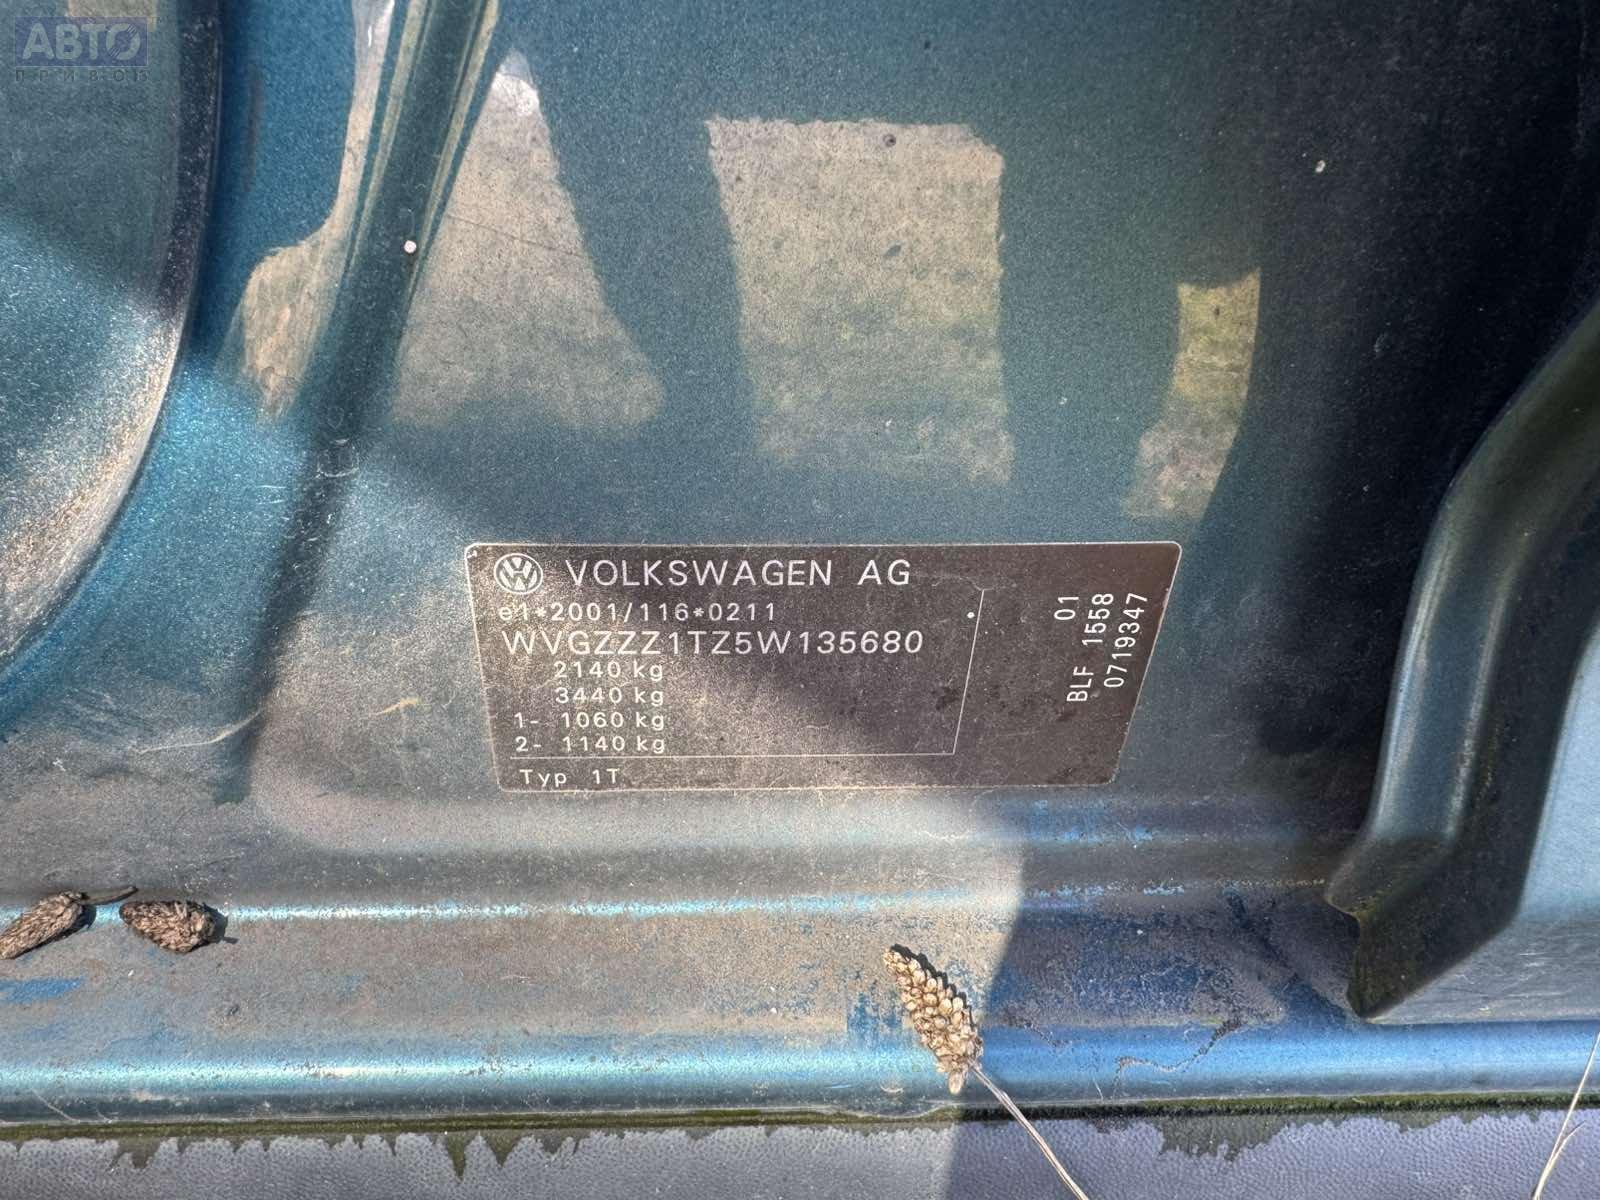 АВТО
ПРИВОЗ
VOLKSWAGEN AG
e1*2001/116*0211
WVGZZZ1TZ5W135680
2140 kg
3440 kg
1- 1060 kg
2- 1140 kg
Typ 1T
01
BLF 1558
0719347